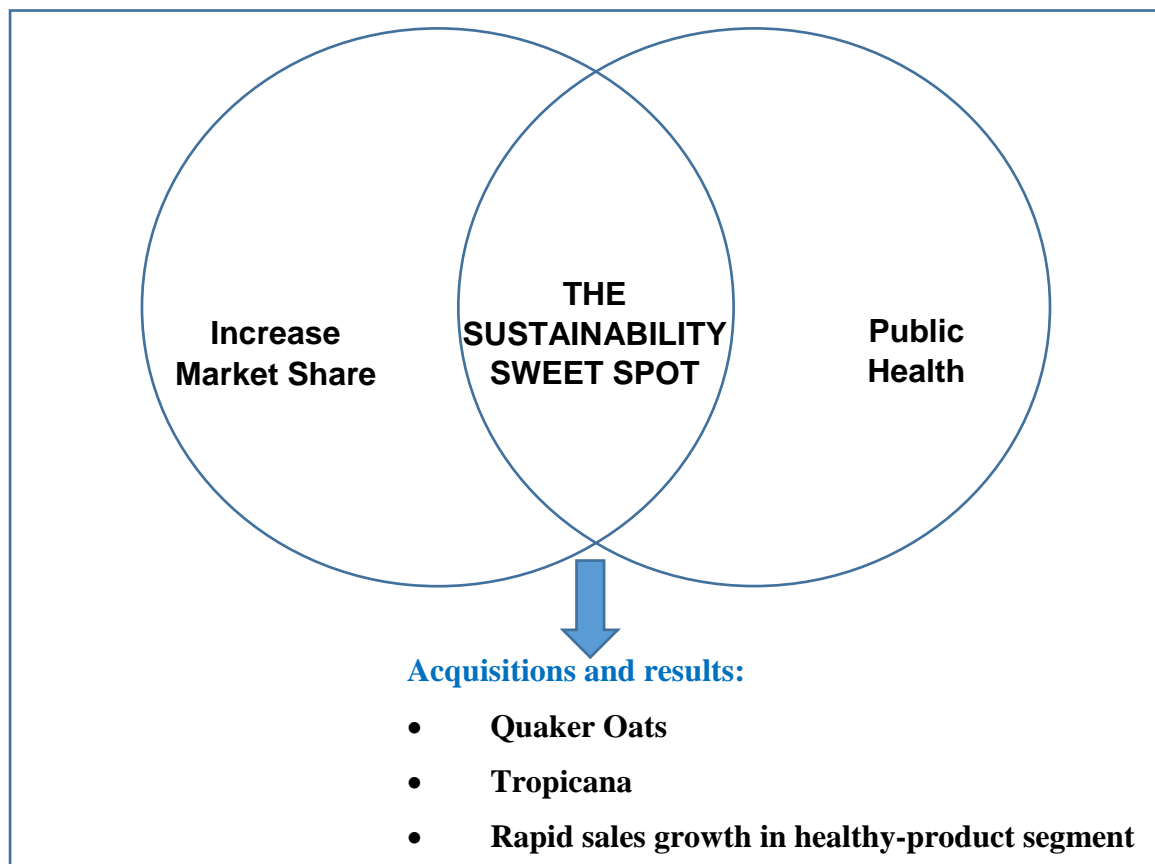 Increase
Market Share
THE
SUSTAINABILITY
SWEET SPOT
Public
Health
Acquisitions and results:
• Quaker Oats
• Tropicana
• Rapid sales growth in healthy-product segment